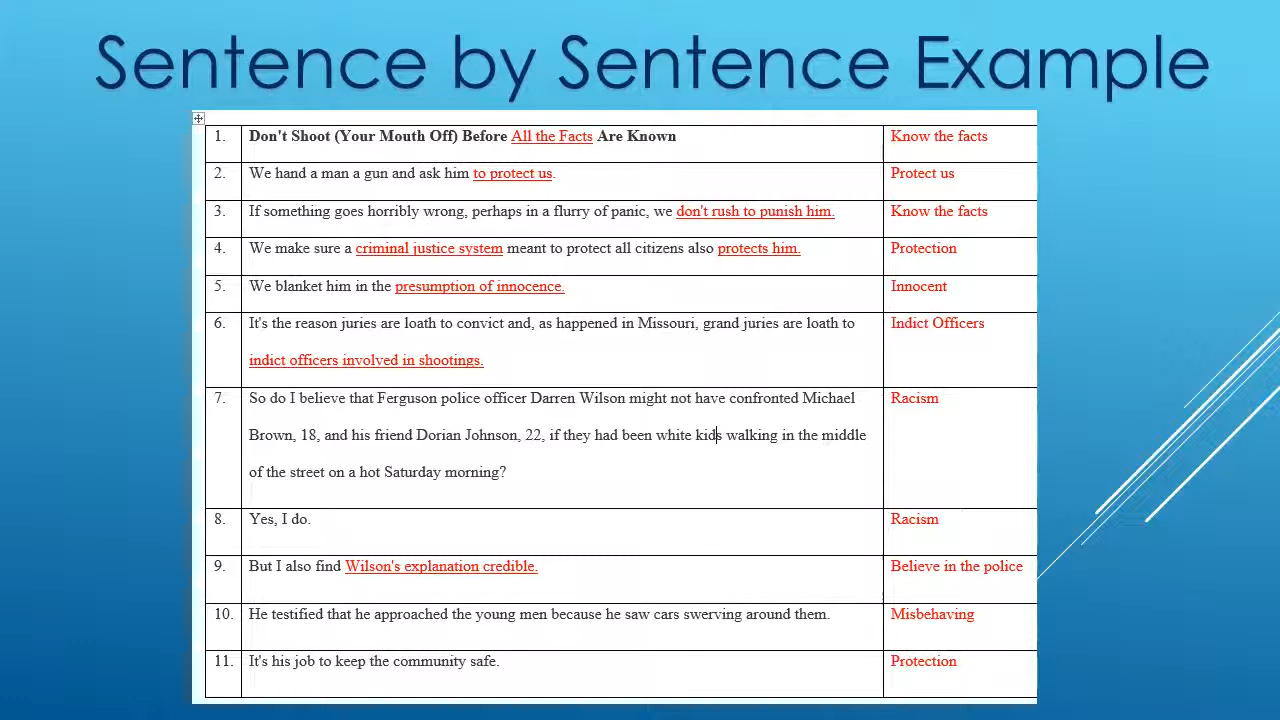 Sentence by Sentence Example
1. Don't Shoot (Your Mouth Off) Before All the Facts Are Known Know the facts
2. We hand a man a gun and ask him to protect us. Protect us
3. If something goes horribly wrong, perhaps in a flurry of panic, we don't rush to punish him. Know the facts
4. We make sure a criminal justice system meant to protect all citizens also protects him. Protection
5. We blanket him in the presumption of innocence. Innocent
6. It's the reason juries are loath to convict and, as happened in Missouri, grand juries are loath to Indict Officers
indict officers involved in shootings.
7. So do I believe that Ferguson police officer Darren Wilson might not have confronted Michael Racism
Brown, 18, and his friend Dorian Johnson, 22, if they had been white kids walking in the middle
of the street on a hot Saturday morning?
8. Yes, I do. Racism
9. But I also find Wilson's explanation credible. Believe in the police
10. He testified that he approached the young men because he saw cars swerving around them. Misbehaving
11. It's his job to keep the community safe. Protection